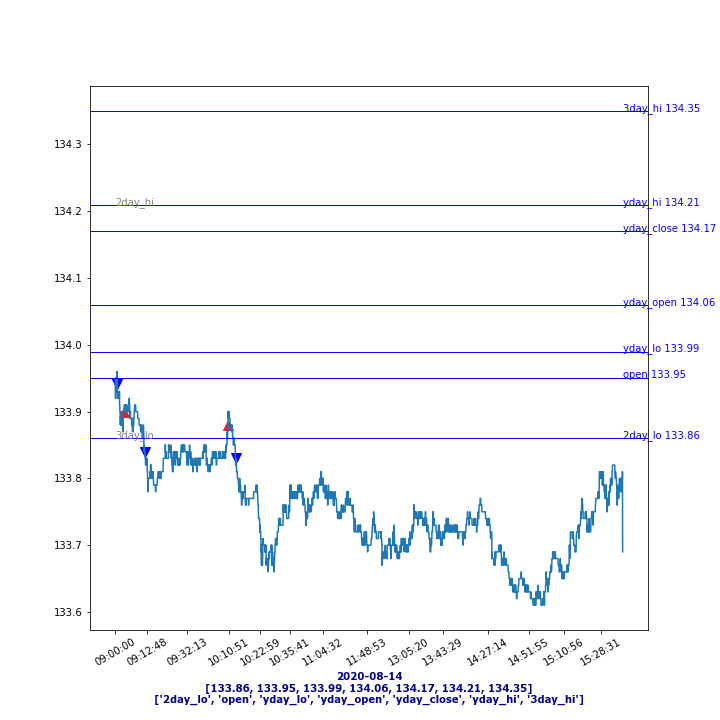 3day_hi 134.35
134.3
2day_hi
yday_hi 134.21
134.2
yday_close 134.17
134.1
yday_open 134.06
134.0
yday_lo 133.99
open 133.95
133.9
3day_lo
2day_lo 133.86
133.8
133.7
133.6
09:00:00
09:12:48
09:32:13
10:10:51
10:22:59
10:35:41
11:04:32
11:48:53
13:05:20
13:43:29
14:27:14
14:51:55
15:10:56
15:28:31
2020-08-14
[133.86, 133.95, 133.99, 134.06, 134.17, 134.21, 134.35]
['2day_lo', 'open', 'yday_lo', 'yday_open', 'yday_close', 'yday_hi', '3day_hi']